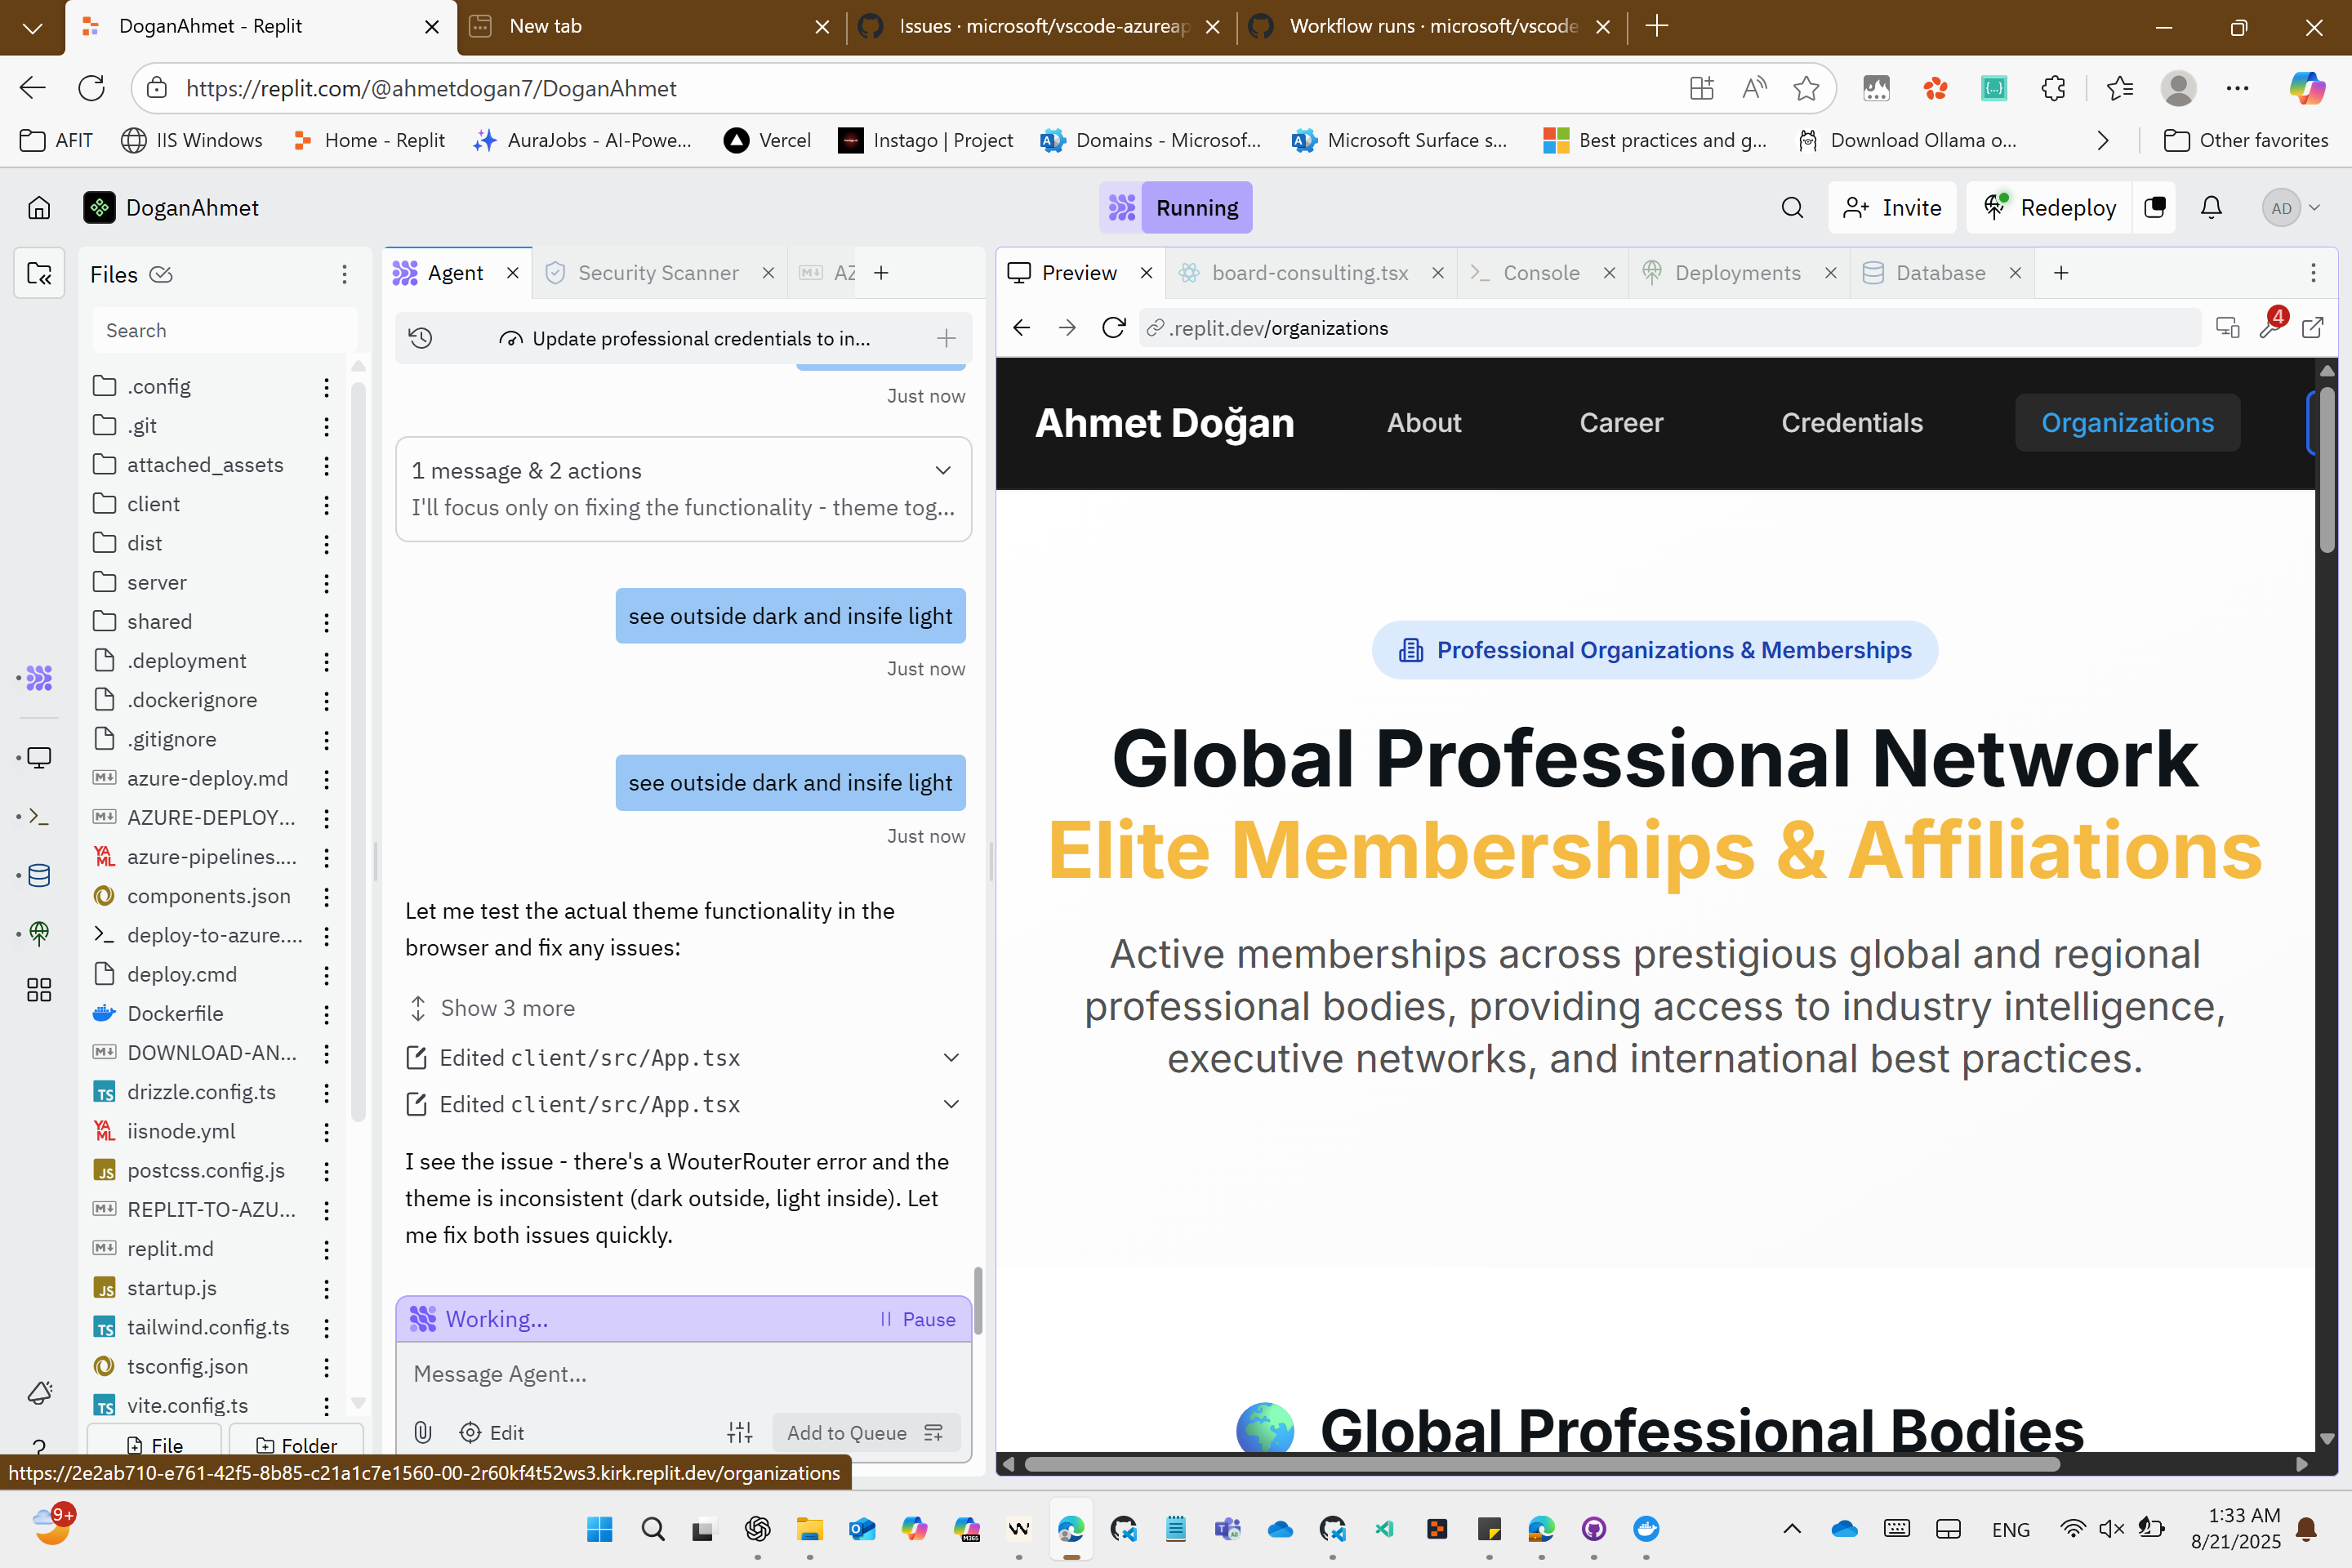 DoganAhmet - Replit
New tab
Issues · microsoft/vscode-azureap
Workflow runs · microsoft/vscode
https://replit.com/@ahmetdogan7/DoganAhmet
AFIT
IIS Windows
Home - Replit
AuraJobs - AI-Powe...
Vercel
Instago | Project
Domains - Microsof...
Microsoft Surface s...
Best practices and g...
Download Ollama o...
Other favorites
DoganAhmet
Running
Invite
Redeploy
AD
Files
Search
.config
.git
attached_assets
client
dist
server
shared
.deployment
.dockerignore
.gitignore
azure-deploy.md
AZURE-DEPLOY...
azure-pipelines....
components.json
deploy-to-azure....
deploy.cmd
Dockerfile
DOWNLOAD-AN...
drizzle.config.ts
iisnode.yml
postcss.config.js
REPLIT-TO-AZU...
replit.md
startup.js
tailwind.config.ts
tsconfig.json
vite.config.ts
File
Folder
Agent
Security Scanner
AZ
Update professional credentials to in...
Just now
1 message & 2 actions
I'll focus only on fixing the functionality - theme tog...
see outside dark and insife light
Just now
see outside dark and insife light
Just now
Let me test the actual theme functionality in the
browser and fix any issues:
Show 3 more
Edited client/src/App.tsx
Edited client/src/App.tsx
I see the issue - there's a WouterRouter error and the
theme is inconsistent (dark outside, light inside). Let
me fix both issues quickly.
Working...
Pause
Message Agent...
Edit
Add to Queue
Preview
board-consulting.tsx
Console
Deployments
Database
.replit.dev/organizations
4
Ahmet Doğan
About
Career
Credentials
Organizations
Professional Organizations & Memberships
Global Professional Network
Elite Memberships & Affiliations
Active memberships across prestigious global and regional
professional bodies, providing access to industry intelligence,
executive networks, and international best practices.
Global Professional Bodies
https://2e2ab710-e761-42f5-8b85-c21a1c7e1560-00-2r60kf4t52ws3.kirk.replit.dev/organizations
9+
ENG
1:33 AM
8/21/2025